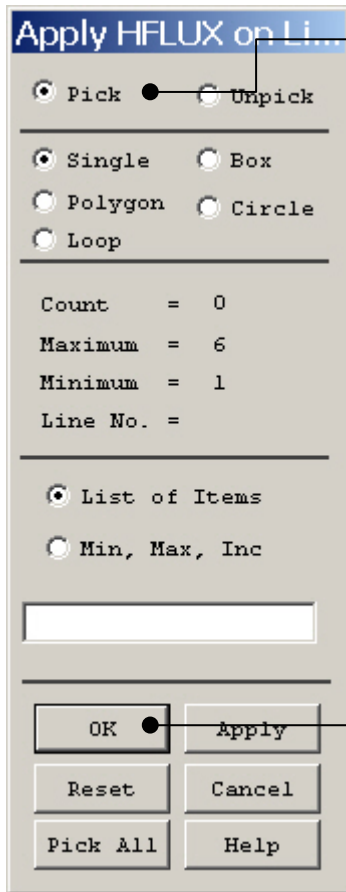 Apply HFLUX on Li...
Pick Unpick
Single Box
Polygon Circle
Loop
Count = 0
Maximum = 6
Minimum = 1
Line No. =
List of Items
Min, Max, Inc
OK Apply
Reset Cancel
Pick All Help